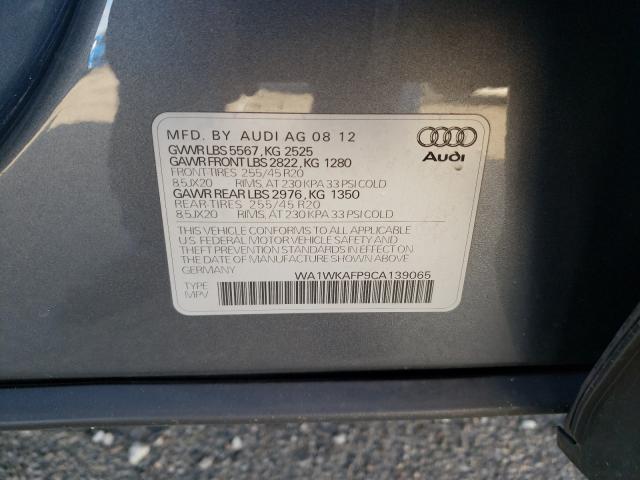 MFD. BY AUDI AG 08 12
GVWR LBS 5567, KG 2525
GAWR FRONT LBS 2822, KG 1280
FRONT TIRES 255/45 R20
8.5JX20 RIMS, AT 230 KPA 33 PSI COLD
GAWR REAR LBS 2976, KG 1350
REAR-TIRES 255/45 R20
8.5JX20 RIMS, AT 230 KPA 33 PSI COLD
Audi
THIS VEHICLE CONFORMS TO ALL APPLICABLE
U.S. FEDERAL MOTOR VEHICLE SAFETY AND
THEFT PREVENTION STANDARDS IN EFFECT ON
THE DATE OF MANUFACTURE SHOWN ABOVE
GERMANY
WA1WKAFP9CA139065
TYPE
MPV